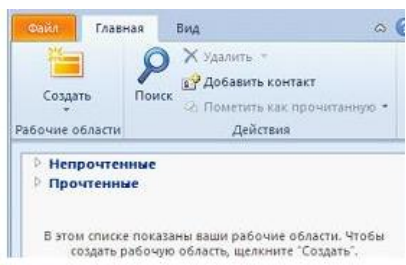 Файл Главная Вид
Удалить
Добавить контакт
Создать Поиск
Пометить как прочитанную
Рабочие области Действия
Непрочтенные
Прочтенные
В этом списке показаны ваши рабочие области. Чтобы
создать рабочую область, щелкните "Создать".